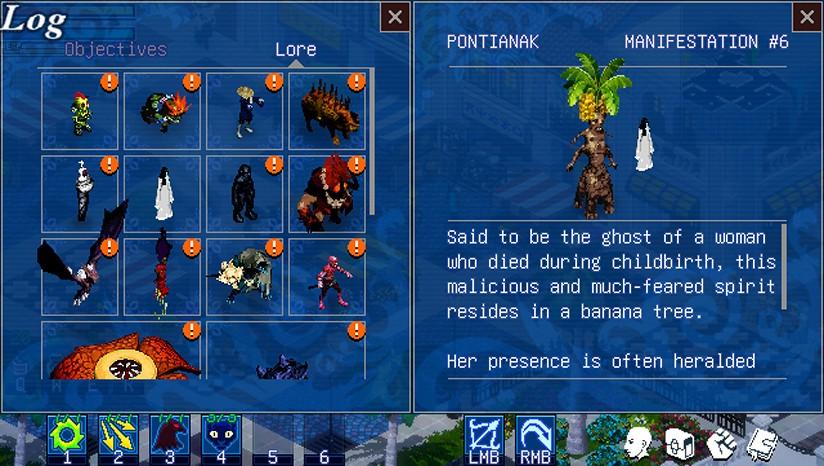 Log
Objectives
Lore
PONTIANAK
MANIFESTATION #6
Said to be the ghost of a woman
who died during childbirth, this
malicious and much-feared spirit
resides in a banana tree.
Her presence is often heralded
1
2
3
4
5
6
LMB
RMB